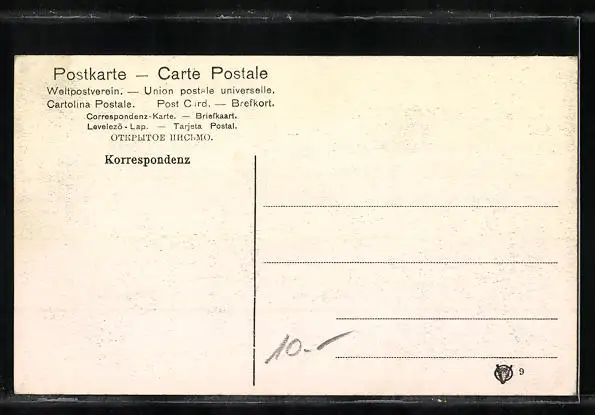 Postkarte — Carte Postale
Weltpostverein. — Union postale universelle.
Cartolina Postale. Post Card. — Brefkort.
Correspondenz-Karte. — Briefkaart.
Levelező-Lap. — Tarjeta Postal.
ОТКРЫТОЕ ПИСЬМО.
Korrespondenz
10.-
9